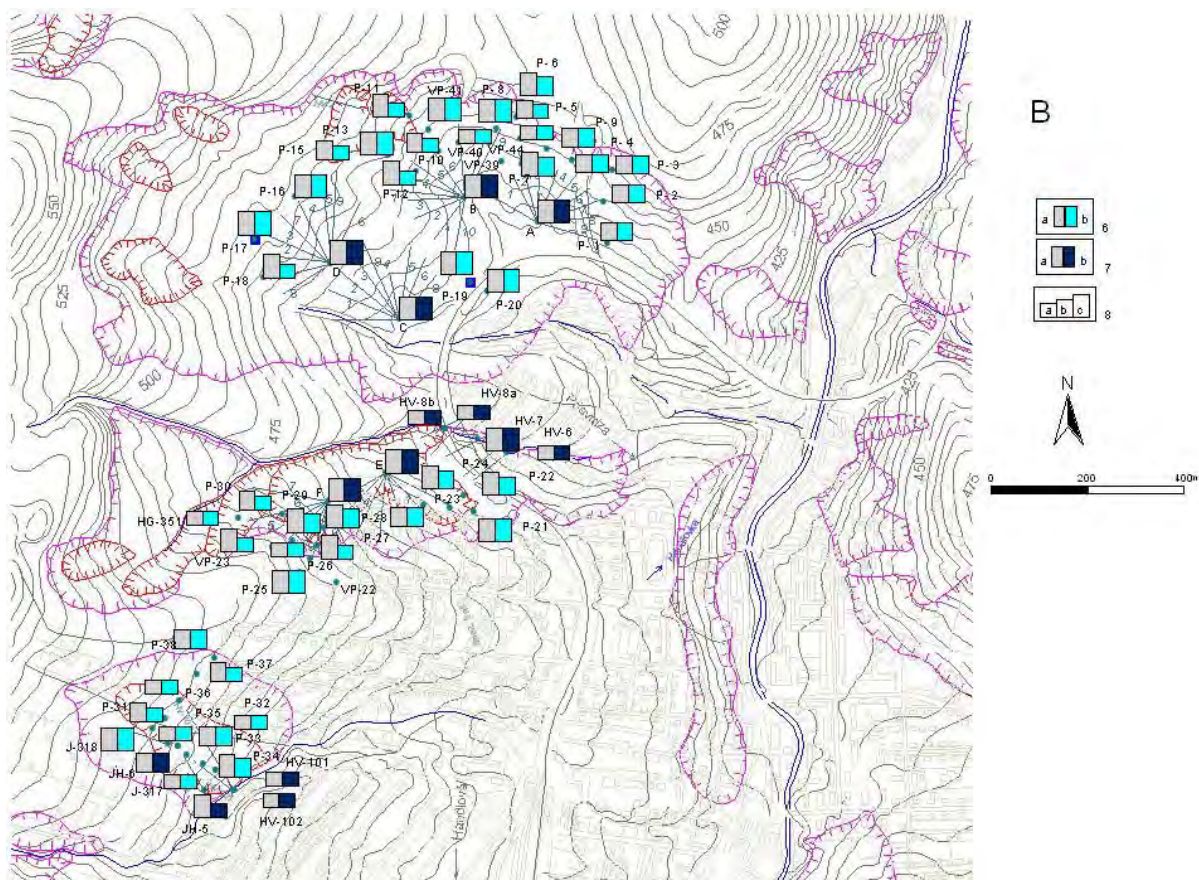 500
B
P-6
P-11
VP-41
P-8
P-5
P-9
P-4
P-3
P-2
P-13
P-15
P-10
VP-40
VP-44
VP-39
P-7
P-12
P-16
B
A
P-1
P-17
P-18
D
C
P-19
P-20
475
450
425
550
525
500
475
425
450
475
a b 6
a b 7
a b c 8
N
0 200 400m
HV-8b
HV-8a
HV-7
HV-6
E
P-24
P-22
P-23
P-21
P-30
P-29
F
P-28
P-27
HG-351
VP-23
P-26
P-25
VP-22
Handlovka
P-38
P-37
P-36
P-31
P-35
P-32
P-33
J-318
P-34
JH-6
HV-101
J-317
JH-5
HV-102
Handlová